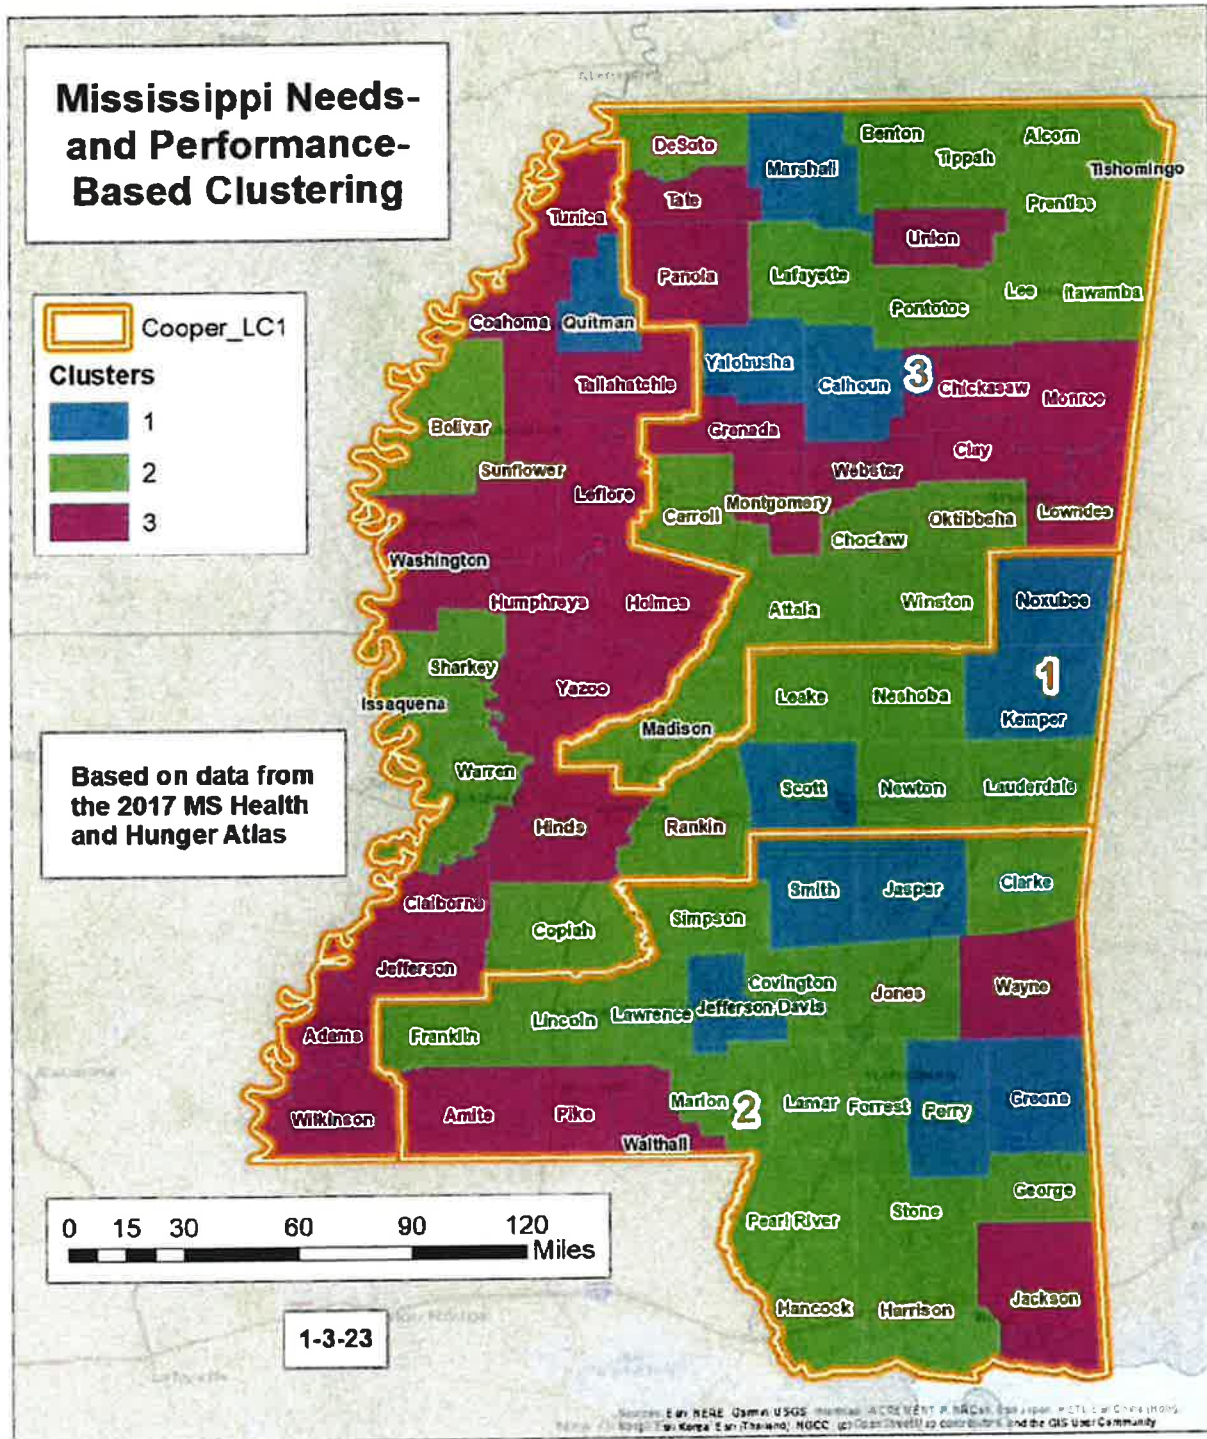 Mississippi Needs-
and Performance-
Based Clustering
Cooper_LC1
Clusters
1
2
3
Based on data from
the 2017 MS Health
and Hunger Atlas
DeSoto
Marshall
Benton
Tippah
Alcorn
Tishomingo
Tunica
Tate
Prentiss
Union
Panola
Lafayette
Pontotoc
Lee
Itawamba
Coahoma
Quitman
Yalobusha
Calhoun
3
Chickasaw
Monroe
Tallahatchie
Bolivar
Grenada
Clay
Sunflower
Leflore
Webster
Montgomery
Carroll
Oktibbeha
Lowndes
Choctaw
Washington
Humphreys
Holmes
Attala
Winston
Noxubee
Sharkey
Yazoo
Leake
Neshoba
1
Kemper
Issaquena
Madison
Warren
Scott
Newton
Lauderdale
Hinds
Rankin
Claiborne
Smith
Jasper
Clarke
Simpson
Copiah
Jefferson
Covington
Jones
Wayne
Jefferson Davis
Lawrence
Lincoln
Franklin
Adams
Wilkinson
Amite
Pike
Marion
2
Lamar
Forrest
Perry
Greene
Walthall
George
Pearl River
Stone
Hancock
Harrison
Jackson
0 15 30 60 90 120
Miles
1-3-23
and the GIS User Community